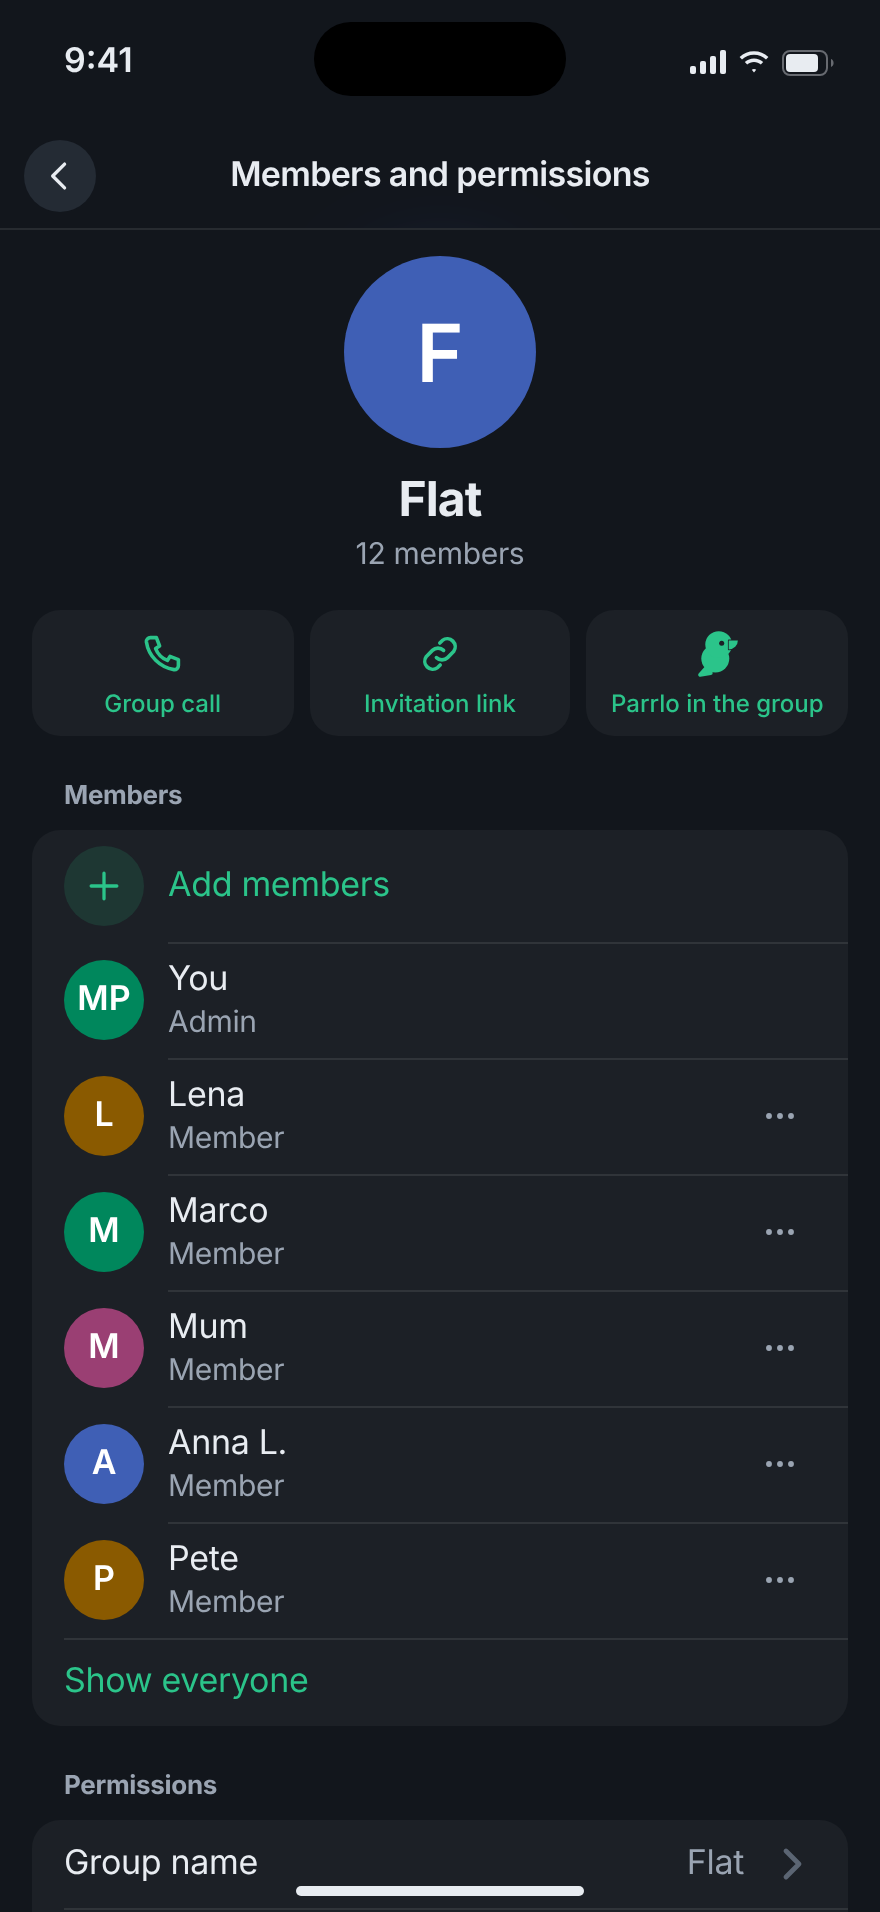 9:41
Members and permissions
F
Flat
12 members
Group call
Invitation link
Parrlo in the group
Members
Add members
MP
You
Admin
L
Lena
Member
M
Marco
Member
M
Mum
Member
A
Anna L.
Member
P
Pete
Member
Show everyone
Permissions
Group name
Flat